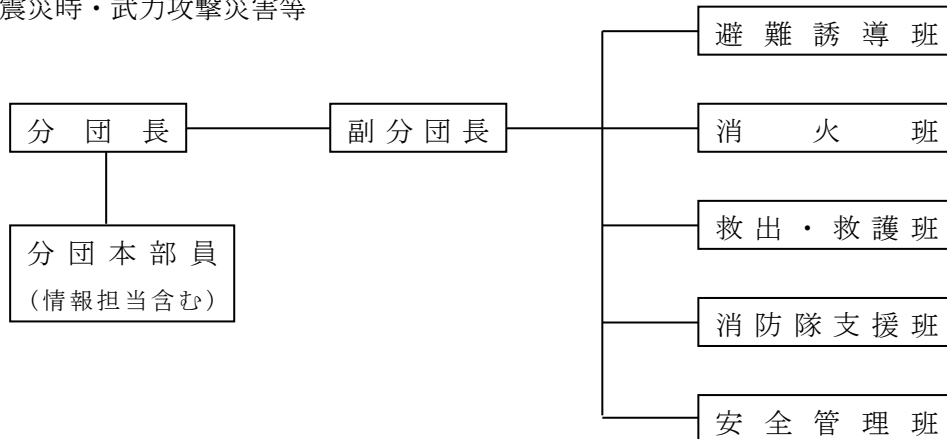 震災時・武力攻撃災害等
避難誘導班
分団長
副分団長
消火班
分団本部員
(情報担当含む)
救出・救護班
消防隊支援班
安全管理班